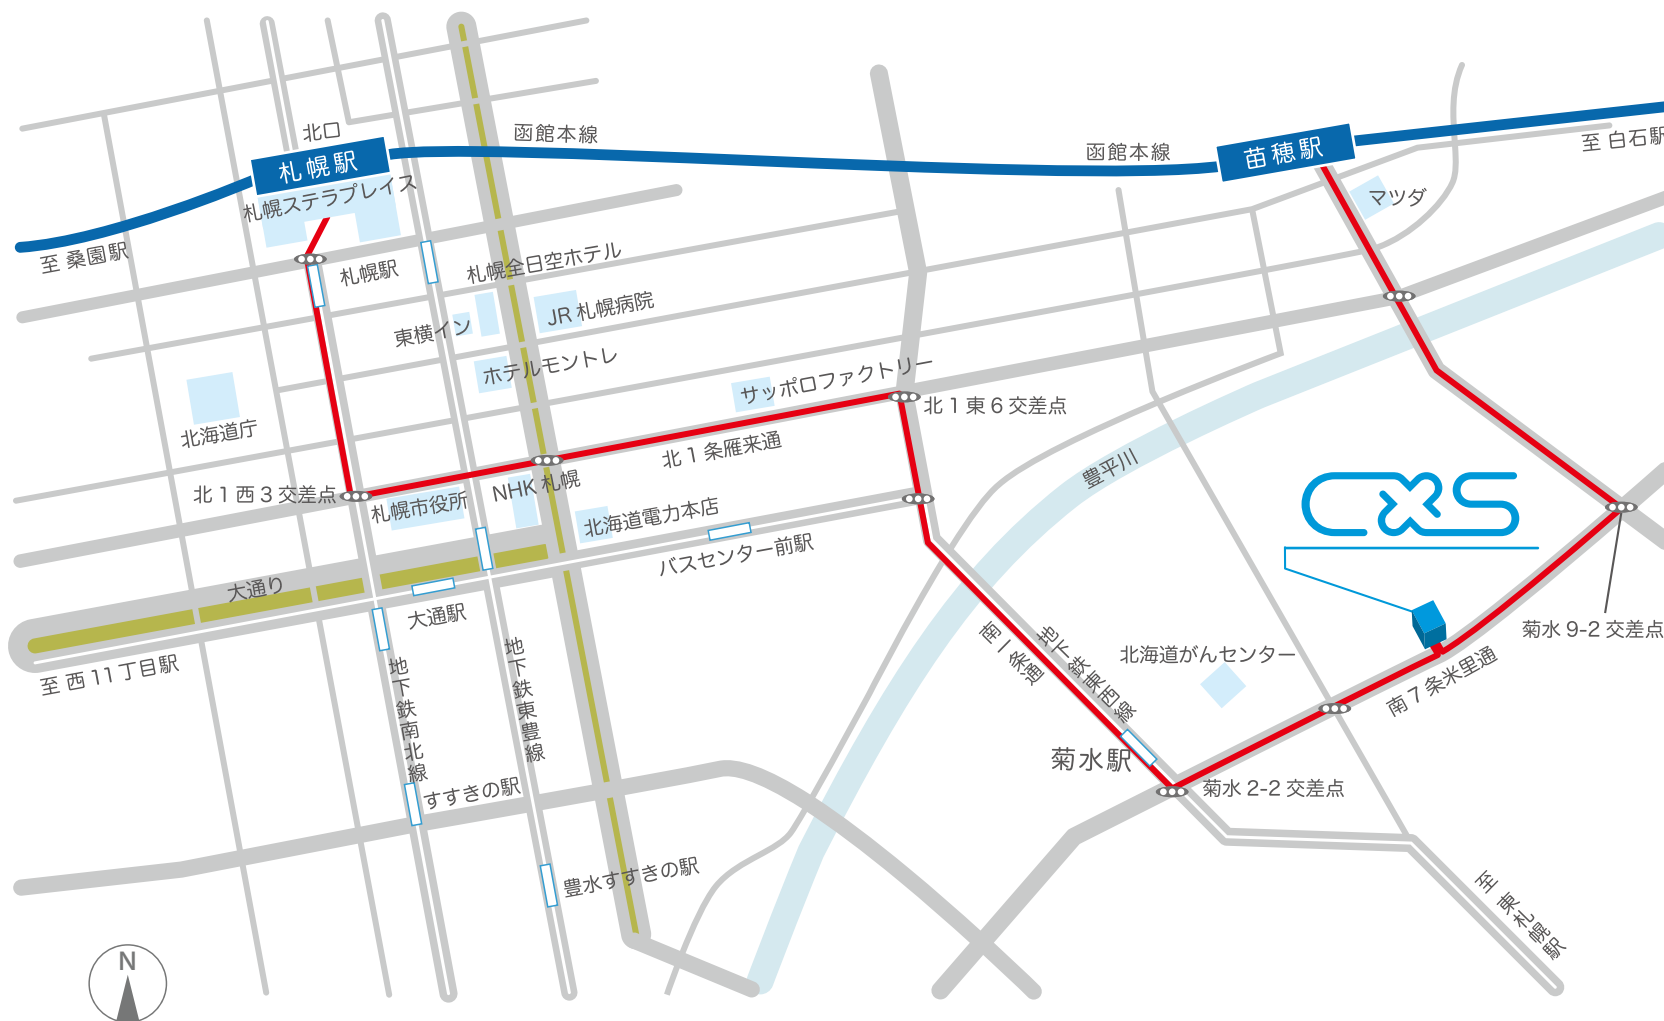 北口
札幌駅
札幌ステラプレイス
函館本線
函館本線
苗穂駅
至 白石駅
マツダ
至 桑園駅
札幌駅
札幌全日空ホテル
東横イン
JR 札幌病院
ホテルモントレ
サッポロファクトリー
北海道庁
北 1 東 6 交差点
北 1 条雁来通
豊平川
北 1 西 3 交差点
札幌市役所
NHK 札幌
北海道電力本店
バスセンター前駅
CXS
大通り
大通駅
至 西 11 丁目駅
地下鉄南北線
地下鉄東豊線
南一条通
地下鉄東西線
北海道がんセンター
菊水 9-2 交差点
南 7 条米里通
菊水駅
菊水 2-2 交差点
すすきの駅
豊水すすきの駅
至 東札幌駅
N